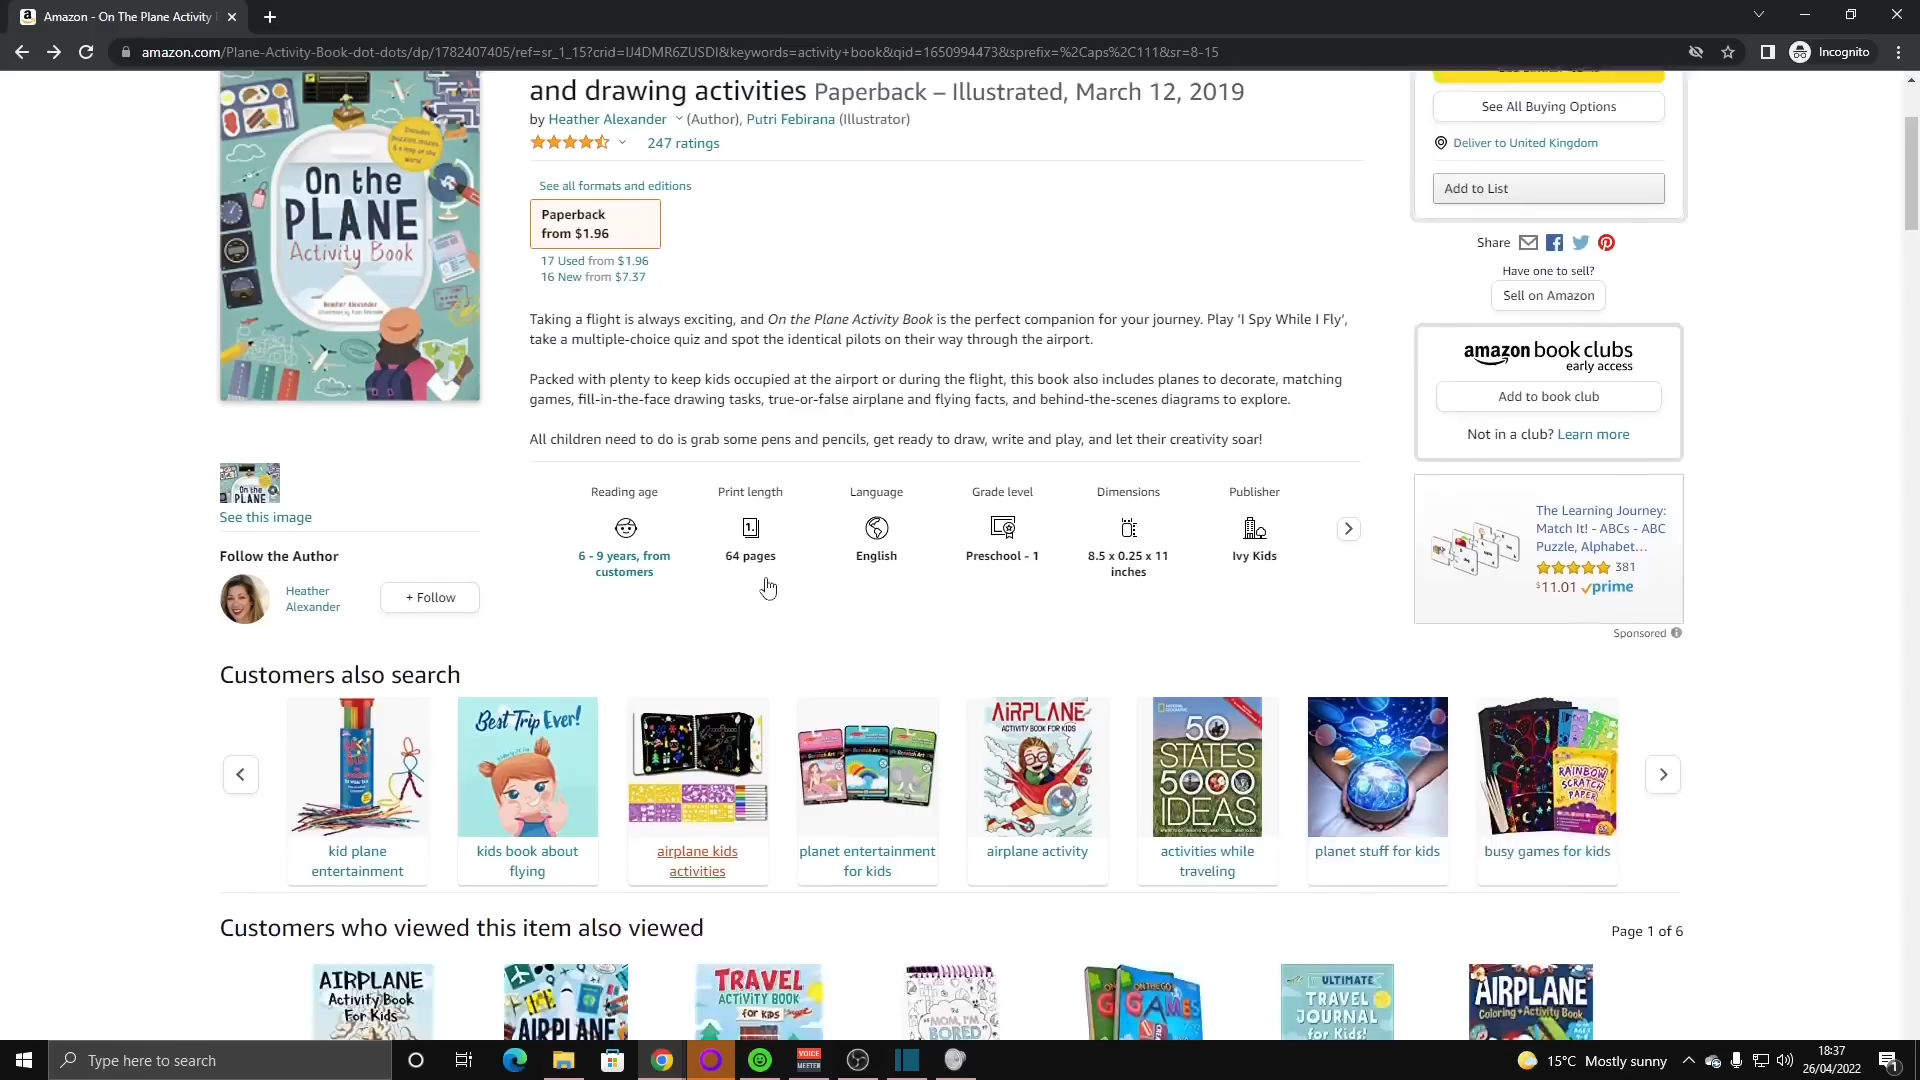 Amazon - On The Plane Activity
amazon.com/Plane-Activity-Book-dot-dots/dp/1782407405/ref=sr_1_15?crid=IJ4DMR6ZUSDI&keywords=activity+book&qid=1650994473&sprefix=%2Caps%2C111&sr=8-15
Incognito
and drawing activities Paperback – Illustrated, March 12, 2019
by Heather Alexander (Author), Putri Febirana (Illustrator)
247 ratings
See all formats and editions
Paperback
from $1.96
17 Used from $1.96
16 New from $7.37
Taking a flight is always exciting, and On the Plane Activity Book is the perfect companion for your journey. Play ‘I Spy While I Fly’,
take a multiple-choice quiz and spot the identical pilots on their way through the airport.
Packed with plenty to keep kids occupied at the airport or during the flight, this book also includes planes to decorate, matching
games, fill-in-the-face drawing tasks, true-or-false airplane and flying facts, and behind-the-scenes diagrams to explore.
All children need to do is grab some pens and pencils, get ready to draw, write and play, and let their creativity soar!
On the
PLANE
Activity Book
Heather Alexander
On the
PLANE
See this image
Follow the Author
Heather
Alexander
+ Follow
Reading age
6 - 9 years, from
customers
Print length
1.
64 pages
Language
English
Grade level
Preschool - 1
Dimensions
8.5 x 0.25 x 11
inches
Publisher
Ivy Kids
See All Buying Options
Deliver to United Kingdom
Add to List
Share
Have one to sell?
Sell on Amazon
amazon book clubs
early access
Add to book club
Not in a club? Learn more
The Learning Journey:
Match It! - ABCs - ABC
Puzzle, Alphabet...
381
$11.01 prime
Sponsored
Customers also search
kid plane
entertainment
Best Trip Ever!
kids book about
flying
airplane kids
activities
planet entertainment
for kids
AiRPLANE
ACTIVITY BOOK FOR KIDS
airplane activity
NATIONAL GEOGRAPHIC
50
STATES
5000
IDEAS
activities while
traveling
planet stuff for kids
RAINBOW
SCRATCH
PAPER
busy games for kids
Customers who viewed this item also viewed
Page 1 of 6
AIRPLANE
Activity Book
For Kids
AIRPLANE
TRAVEL
ACTIVITY BOOK
for KIDS
"MOM, I'M
BORED"
ON THE GO
GAMES
ULTIMATE
TRAVEL
JOURNAL
for Kids!
AIRPLANE
Coloring + Activity Book
Type here to search
VOICE
MEETER
15°C Mostly sunny
18:37
26/04/2022
1